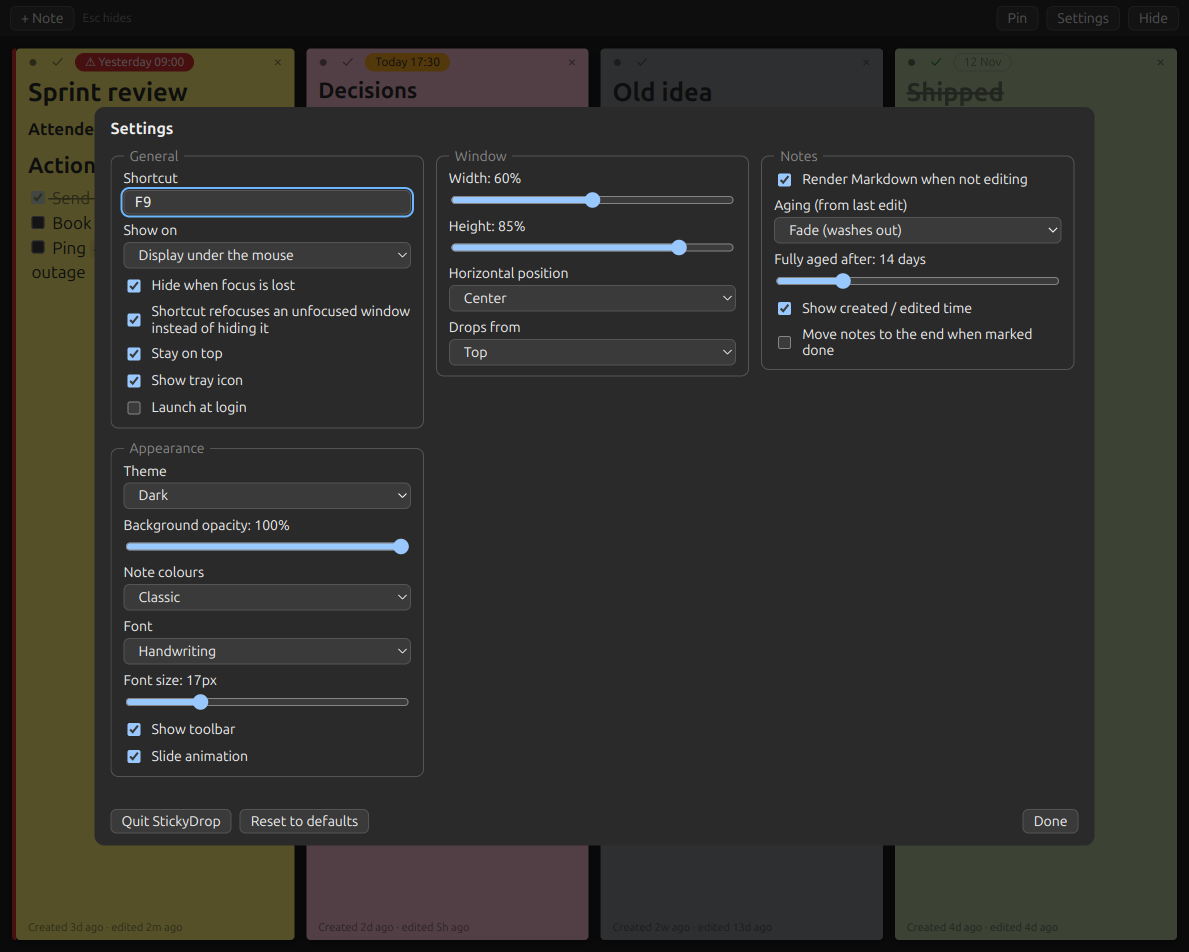 + Note
Esc hides
Pin
Settings
Hide
⚠ Yesterday 09:00
Sprint review
Attende
Action
Send
Book
Ping
outage
Created 3d ago · edited 2m ago
Today 17:30
Decisions
Created 2d ago · edited 5h ago
Old idea
Created 2w ago · edited 13d ago
12 Nov
Shipped
Created 4d ago · edited 4d ago
Settings
General
Shortcut
F9
Show on
Display under the mouse
Hide when focus is lost
Shortcut refocuses an unfocused window
instead of hiding it
Stay on top
Show tray icon
Launch at login
Appearance
Theme
Dark
Background opacity: 100%
Note colours
Classic
Font
Handwriting
Font size: 17px
Show toolbar
Slide animation
Window
Width: 60%
Height: 85%
Horizontal position
Center
Drops from
Top
Notes
Render Markdown when not editing
Aging (from last edit)
Fade (washes out)
Fully aged after: 14 days
Show created / edited time
Move notes to the end when marked
done
Quit StickyDrop
Reset to defaults
Done